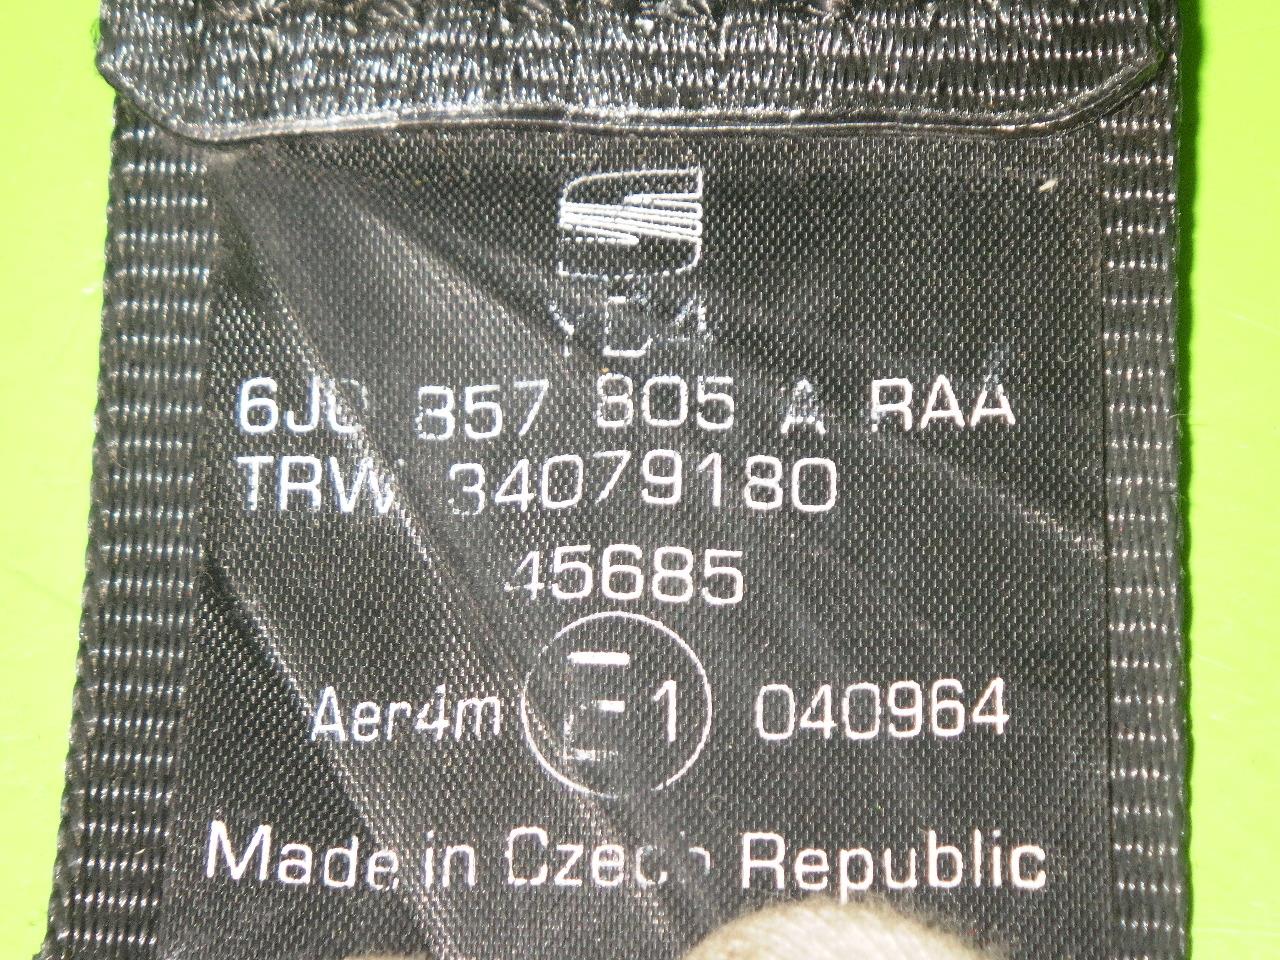 6J0 857 805 A RAA
TRW 34079180
45685
Aer4m E1 040964
Made in Czech Republic